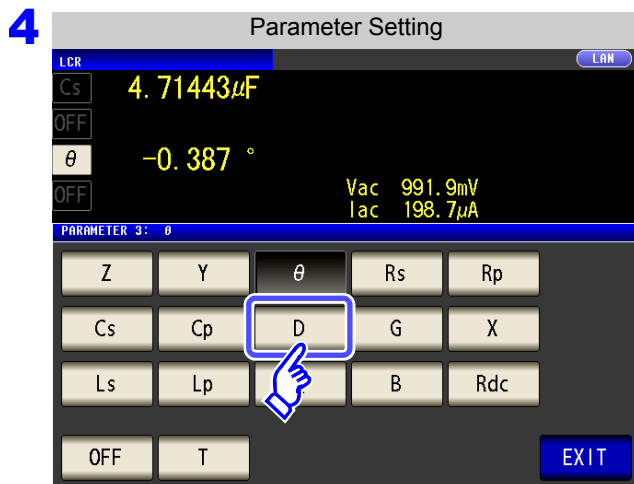 4
Parameter Setting
LCR LAN
Cs 4.71443μF
OFF
θ -0.387 °
OFF
Vac 991.9mV
Iac 198.7μA
PARAMETER 3: θ
Z Y θ Rs Rp
Cs Cp D G X
Ls Lp B Rdc
OFF T EXIT